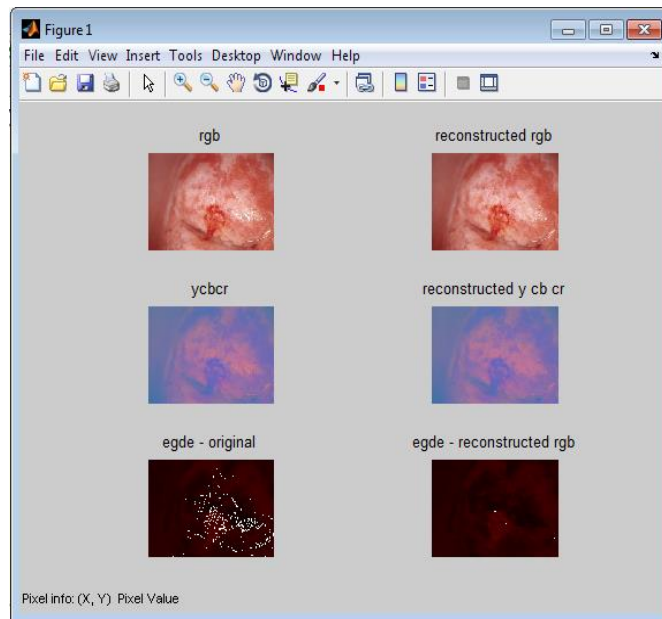 Figure 1
File Edit View Insert Tools Desktop Window Help
rgb
reconstructed rgb
ycbcr
reconstructed y cb cr
egde - original
egde - reconstructed rgb
Pixel info: (X, Y) Pixel Value